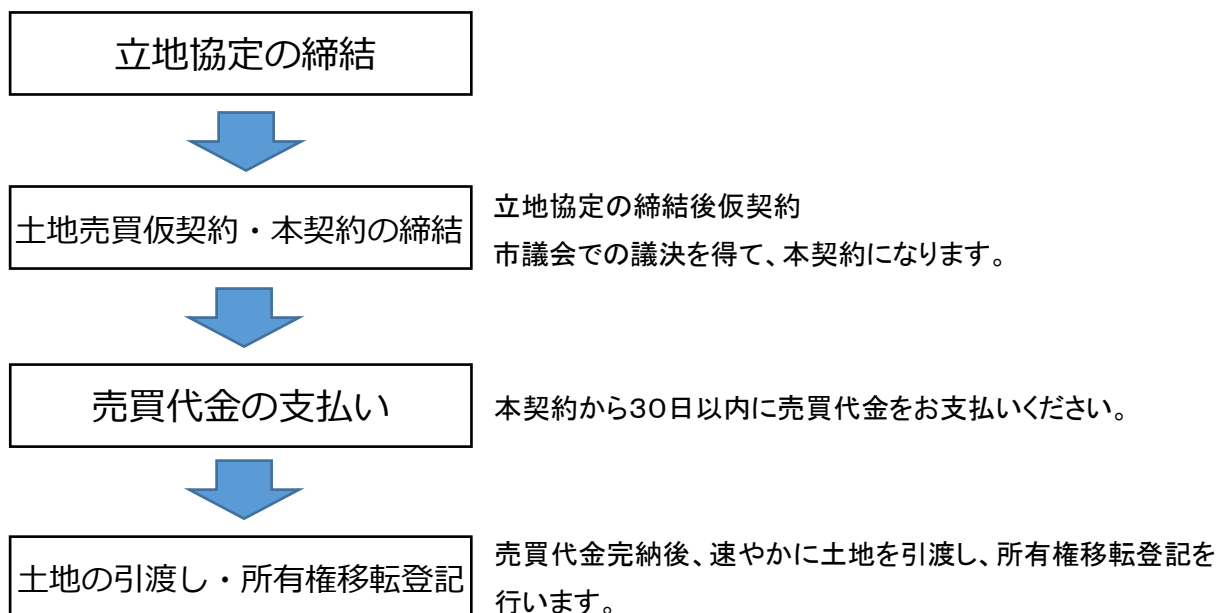 立地協定の締結
土地売買仮契約・本契約の締結
立地協定の締結後仮契約
市議会での議決を得て、本契約になります。
売買代金の支払い
本契約から30日以内に売買代金をお支払いください。
土地の引渡し・所有権移転登記
売買代金完納後、速やかに土地を引渡し、所有権移転登記を
行います。